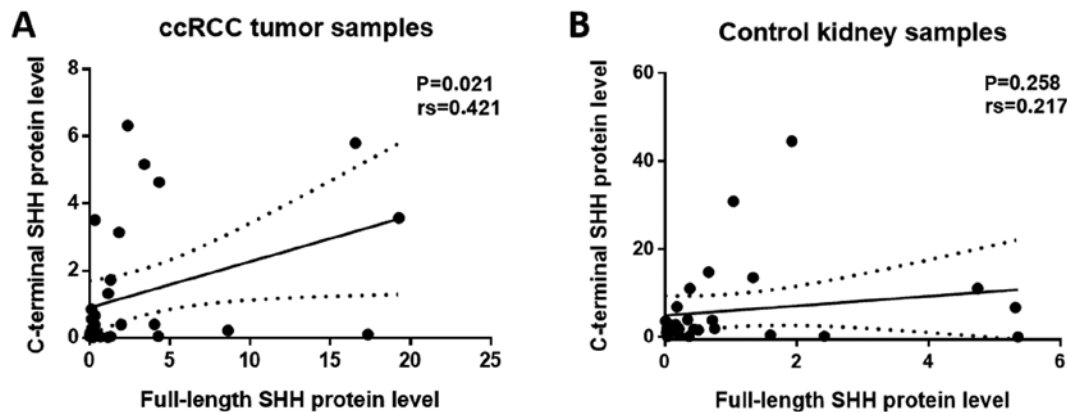 A
ccRCC tumor samples
P=0.021
rs=0.421
C-terminal SHH protein level
8
6
4
2
0
0 5 10 15 20 25
Full-length SHH protein level
B
Control kidney samples
P=0.258
rs=0.217
C-terminal SHH protein level
60
40
20
0
0 2 4 6
Full-length SHH protein level